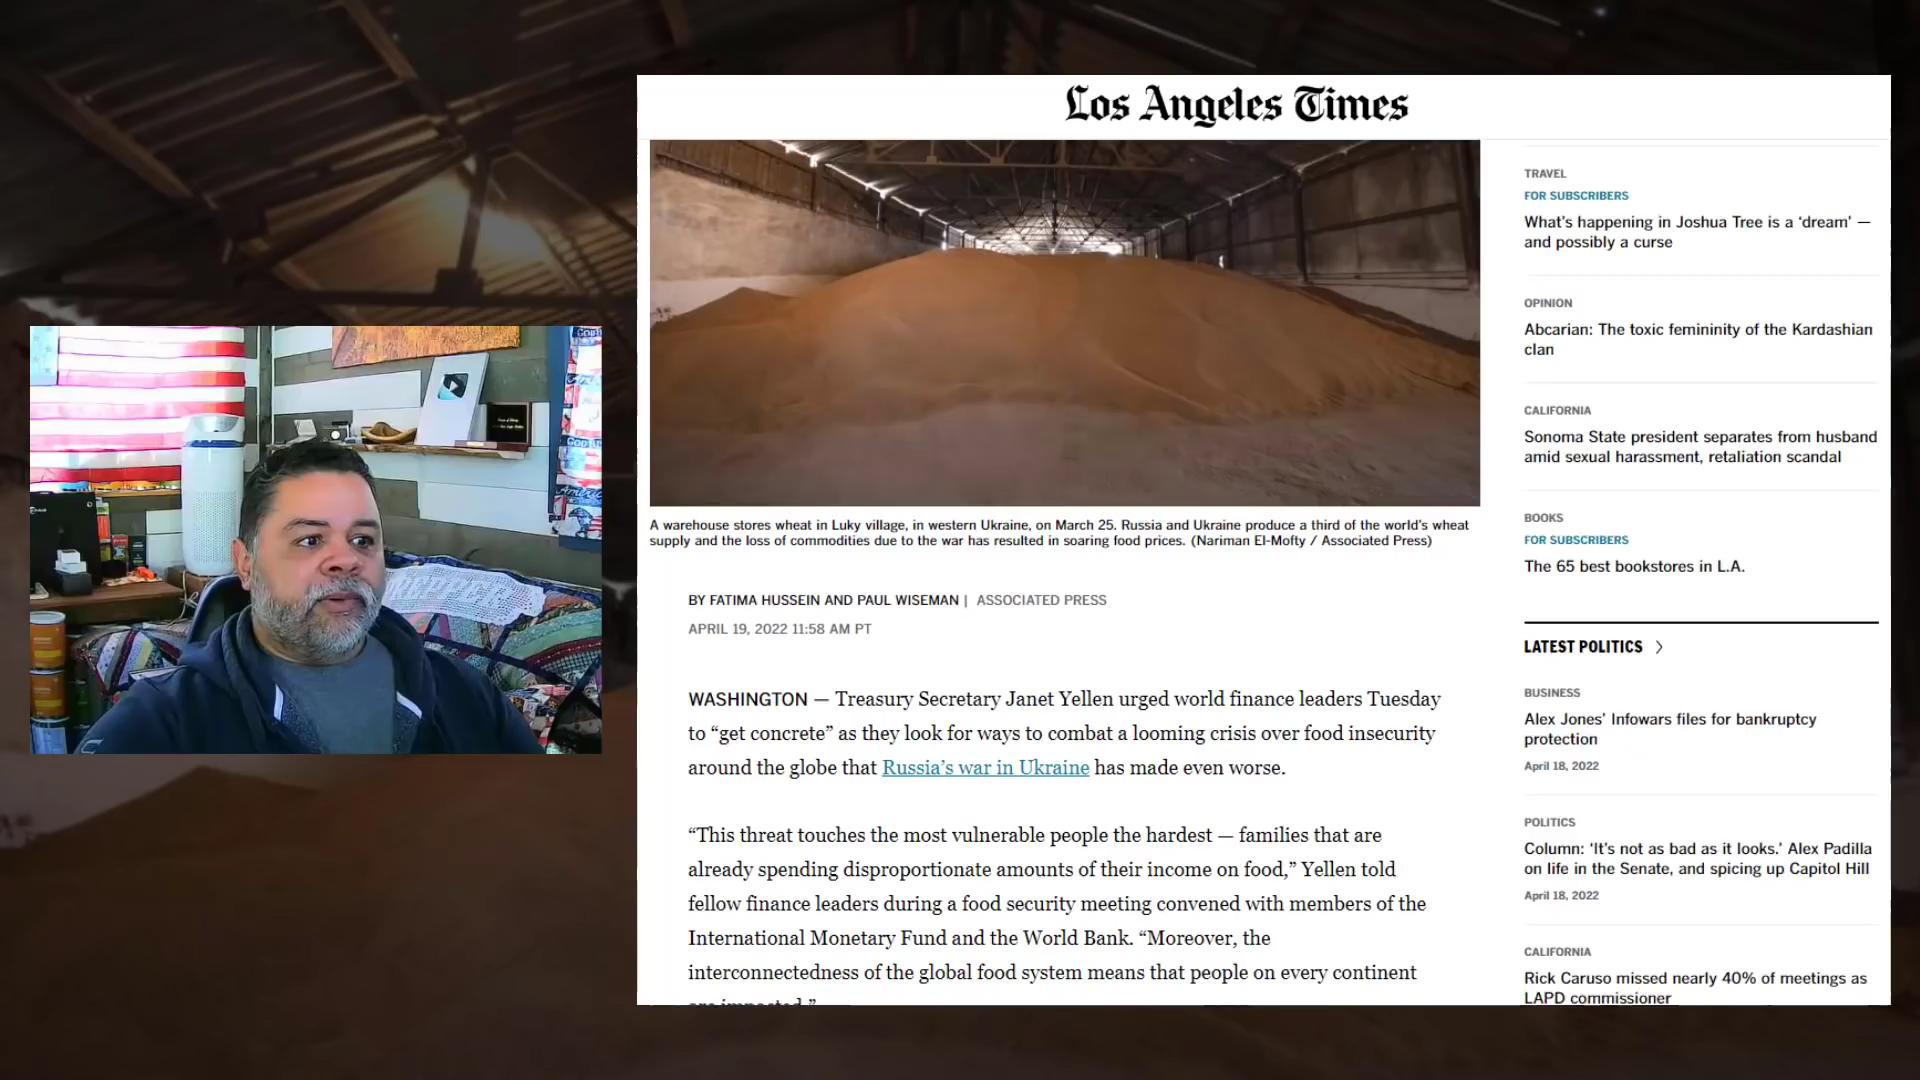 Los Angeles Times
A warehouse stores wheat in Luky village, in western Ukraine, on March 25. Russia and Ukraine produce a third of the world’s wheat
supply and the loss of commodities due to the war has resulted in soaring food prices. (Nariman El-Mofty / Associated Press)
BY FATIMA HUSSEIN AND PAUL WISEMAN | ASSOCIATED PRESS
APRIL 19, 2022 11:58 AM PT
WASHINGTON — Treasury Secretary Janet Yellen urged world finance leaders Tuesday
to “get concrete” as they look for ways to combat a looming crisis over food insecurity
around the globe that Russia’s war in Ukraine has made even worse.
“This threat touches the most vulnerable people the hardest — families that are
already spending disproportionate amounts of their income on food,” Yellen told
fellow finance leaders during a food security meeting convened with members of the
International Monetary Fund and the World Bank. “Moreover, the
interconnectedness of the global food system means that people on every continent
are impacted.”
TRAVEL
FOR SUBSCRIBERS
What’s happening in Joshua Tree is a ‘dream’ —
and possibly a curse
OPINION
Abcarian: The toxic femininity of the Kardashian
clan
CALIFORNIA
Sonoma State president separates from husband
amid sexual harassment, retaliation scandal
BOOKS
FOR SUBSCRIBERS
The 65 best bookstores in L.A.
LATEST POLITICS >
BUSINESS
Alex Jones’ Infowars files for bankruptcy
protection
April 18, 2022
POLITICS
Column: ‘It’s not as bad as it looks.’ Alex Padilla
on life in the Senate, and spicing up Capitol Hill
April 18, 2022
CALIFORNIA
Rick Caruso missed nearly 40% of meetings as
LAPD commissioner